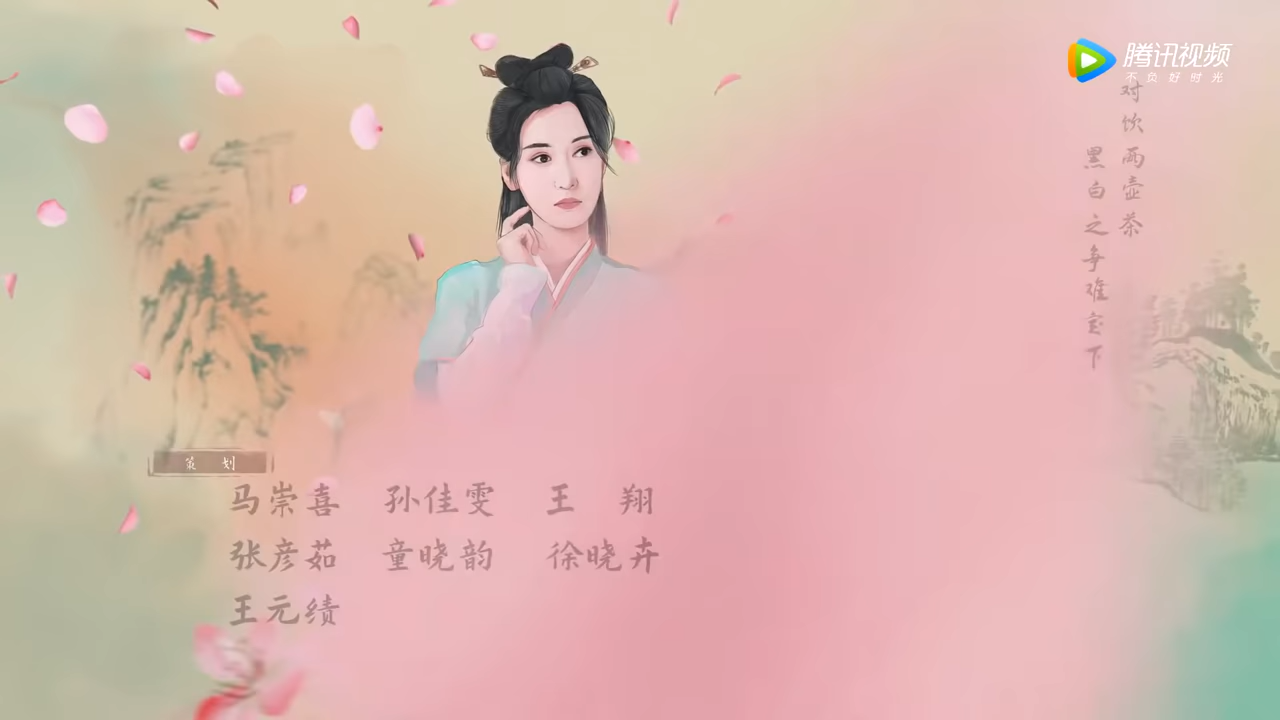 腾讯视频
不负好时光
对饮两壶茶
黑白之争难定下
策 划
马崇喜 孙佳雯 王 翔
张彦茹 童晓韵 徐晓卉
王元绩